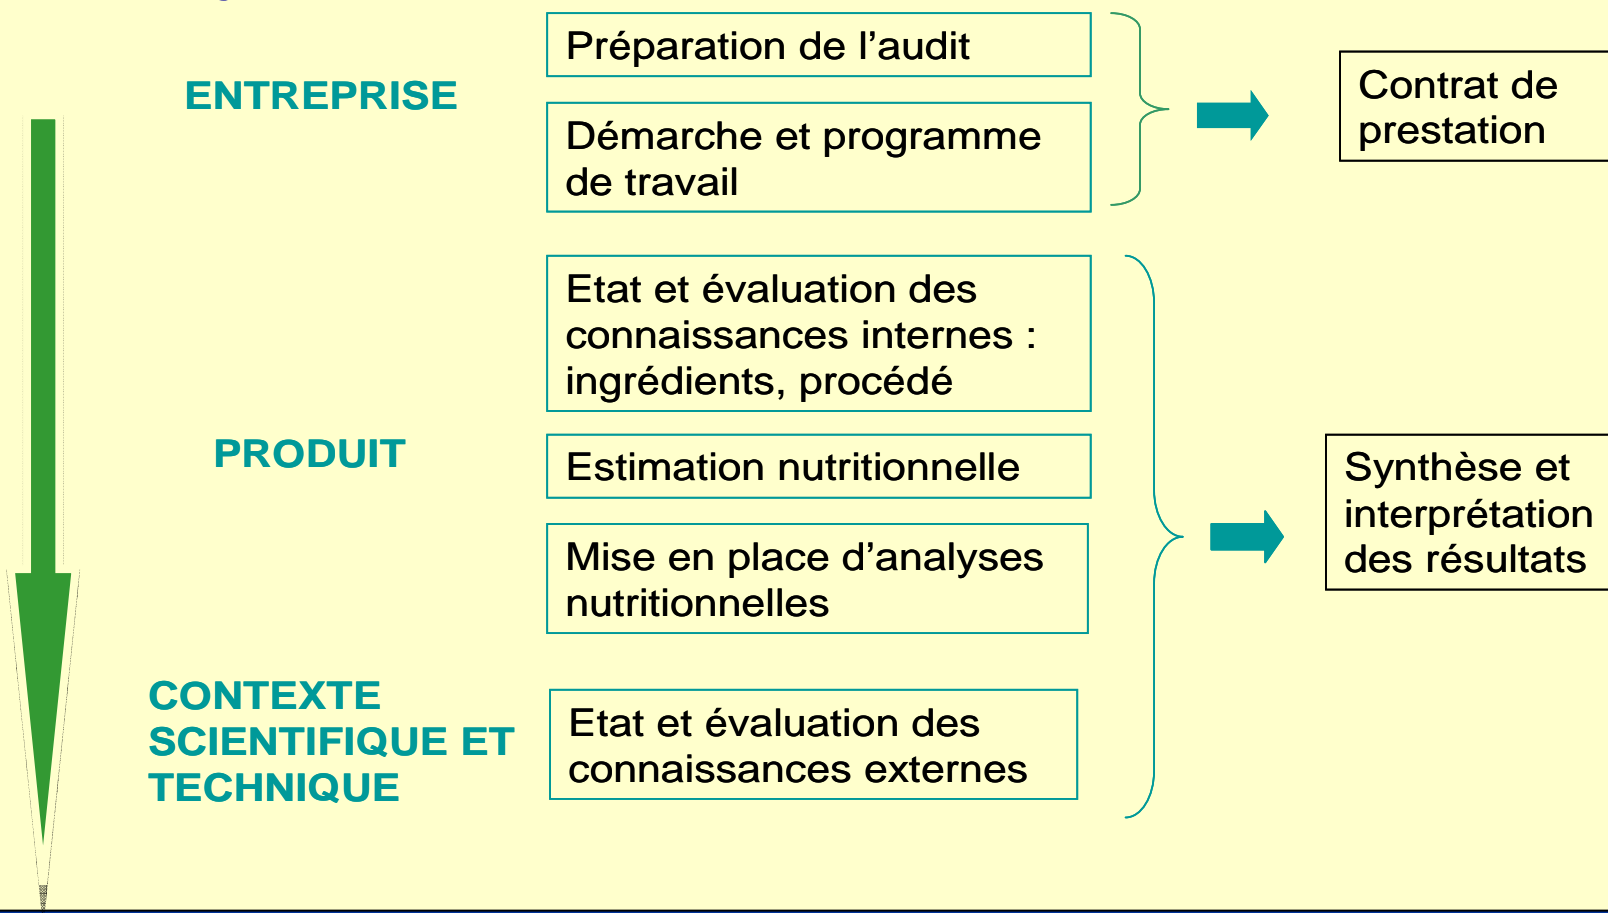 ENTREPRISE
Préparation de l’audit
Démarche et programme
de travail
Contrat de
prestation
PRODUIT
Etat et évaluation des
connaissances internes :
ingrédients, procédé
Estimation nutritionnelle
Mise en place d’analyses
nutritionnelles
Synthèse et
interprétation
des résultats
CONTEXTE
SCIENTIFIQUE ET
TECHNIQUE
Etat et évaluation des
connaissances externes